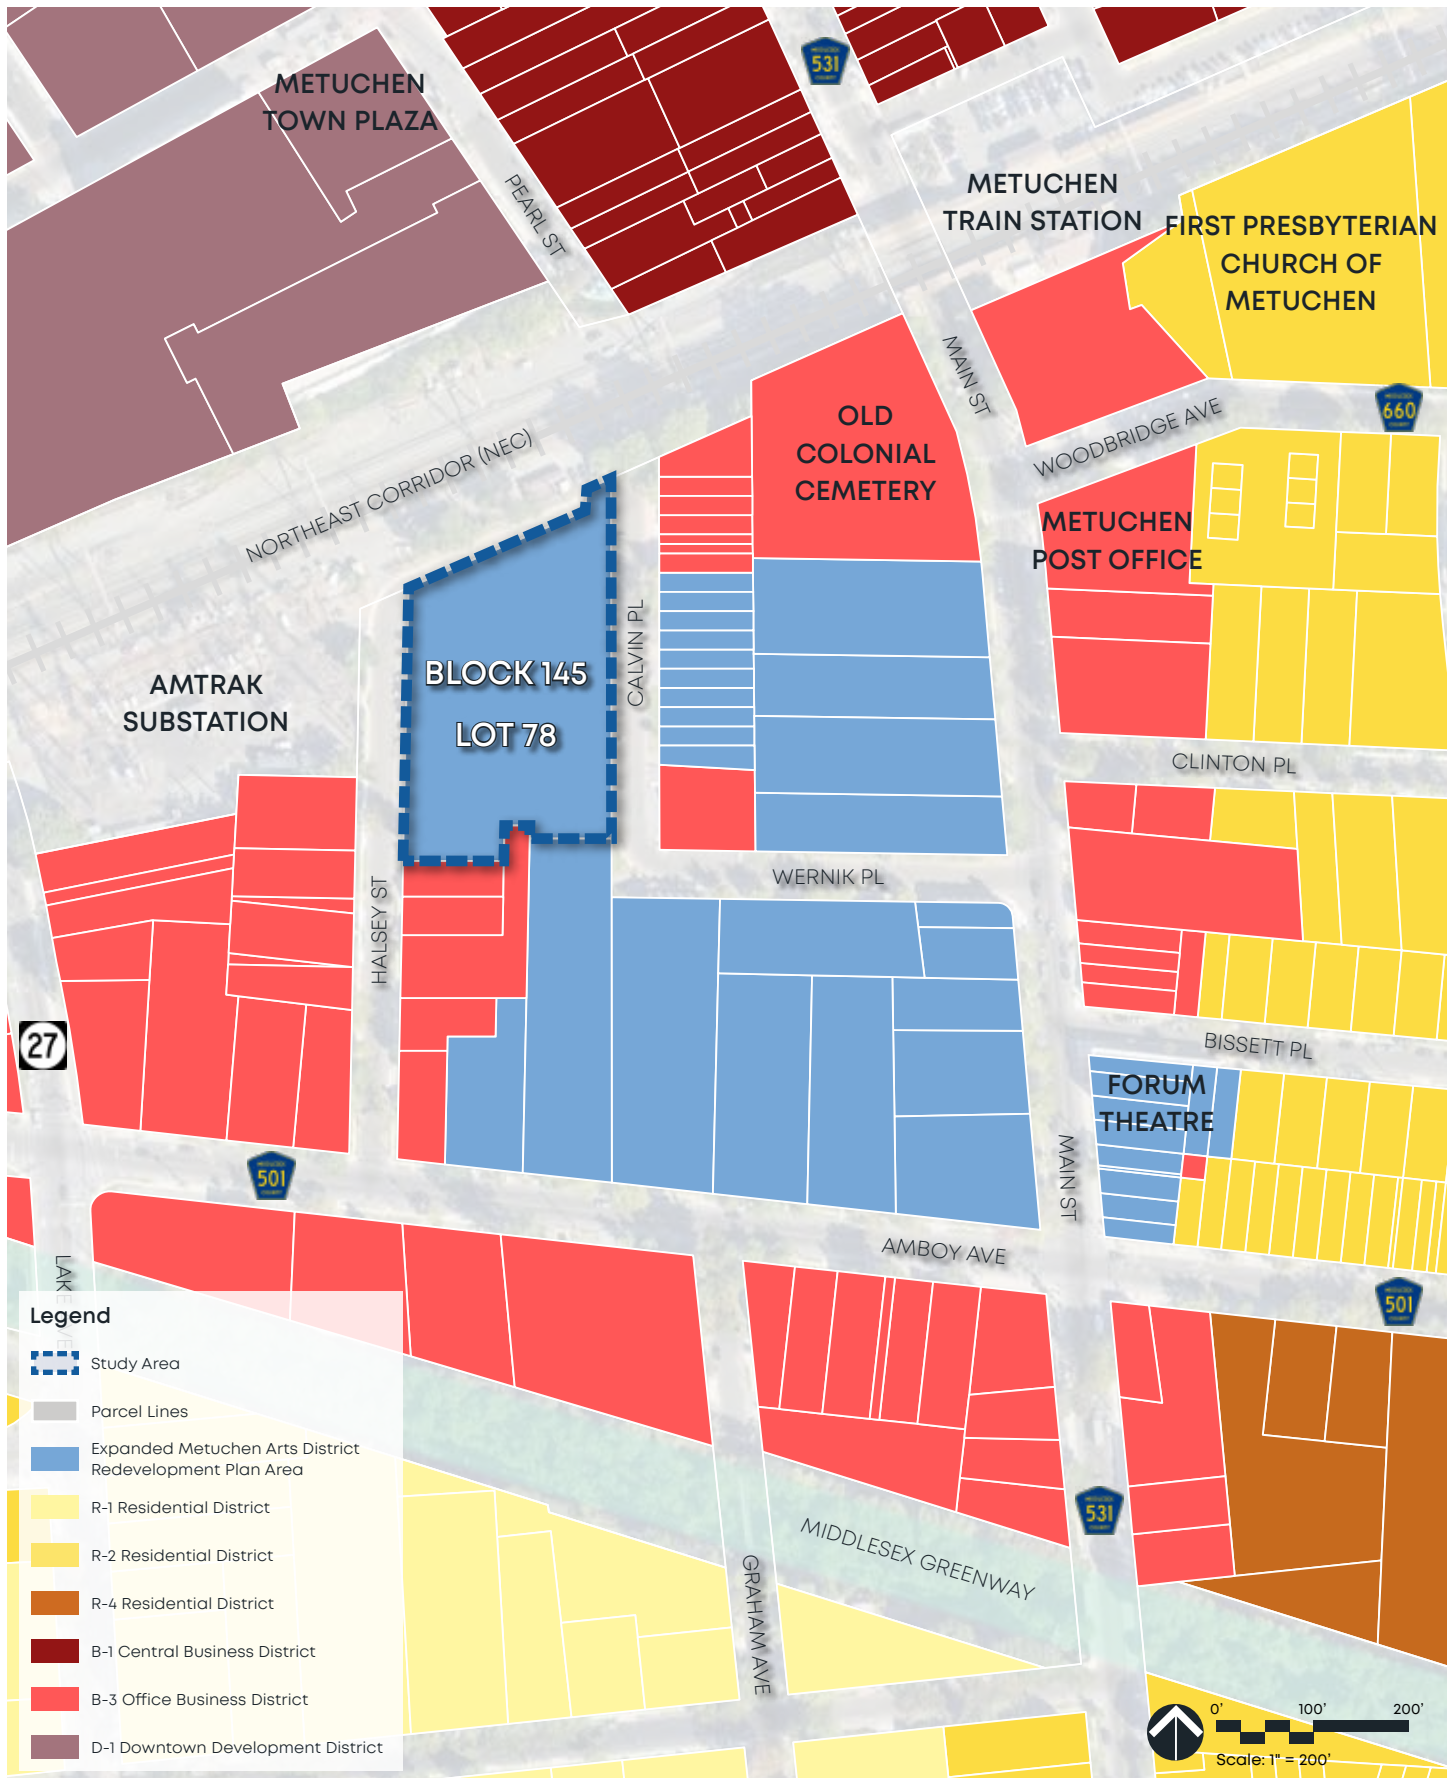 METUCHEN
TOWN PLAZA
531
PEARL ST
METUCHEN
TRAIN STATION
FIRST PRESBYTERIAN
CHURCH OF
METUCHEN
MAIN ST
660
WOODBRIDGE AVE
OLD
COLONIAL
CEMETERY
NORTHEAST CORRIDOR (NEC)
METUCHEN
POST OFFICE
CALVIN PL
BLOCK 145
LOT 78
AMTRAK
SUBSTATION
CLINTON PL
WERNIK PL
HALSEY ST
27
BISSETT PL
FORUM
THEATRE
MAIN ST
501
AMBOY AVE
501
531
MIDDLESEX GREENWAY
GRAHAM AVE
Legend
Study Area
Parcel Lines
Expanded Metuchen Arts District
Redevelopment Plan Area
R-1 Residential District
R-2 Residential District
R-4 Residential District
B-1 Central Business District
B-3 Office Business District
D-1 Downtown Development District
0' 100' 200'
Scale: 1" = 200'